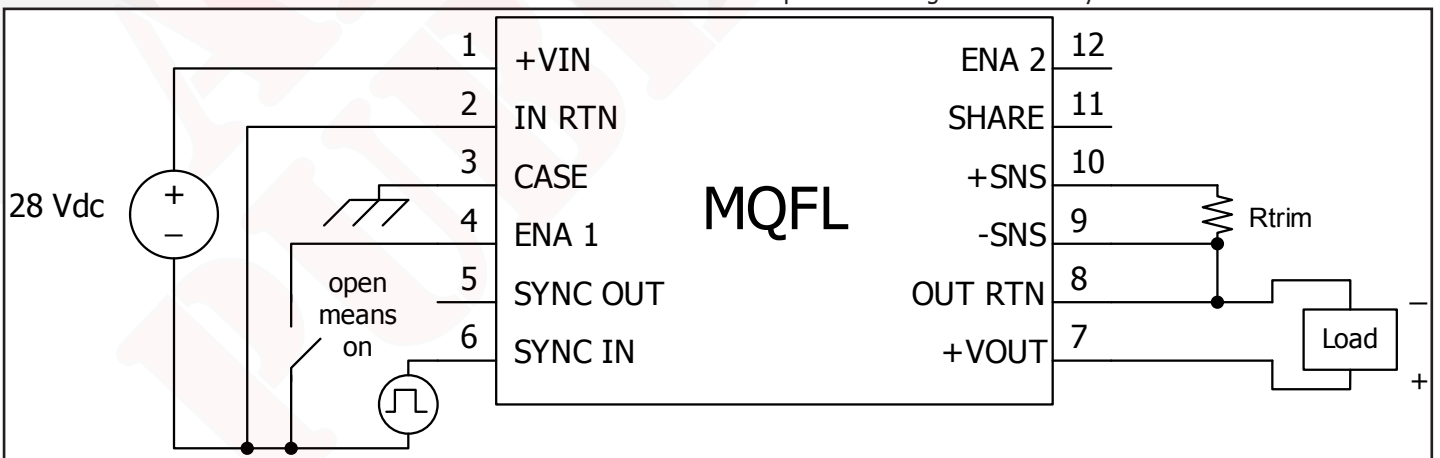 28 Vdc
+
–
1
+VIN
2
IN RTN
3
CASE
4
ENA 1
5
SYNC OUT
6
SYNC IN
open
means
on
MQFL
ENA 2
12
SHARE
11
+SNS
10
-SNS
9
OUT RTN
8
+VOUT
7
Rtrim
Load
–
+